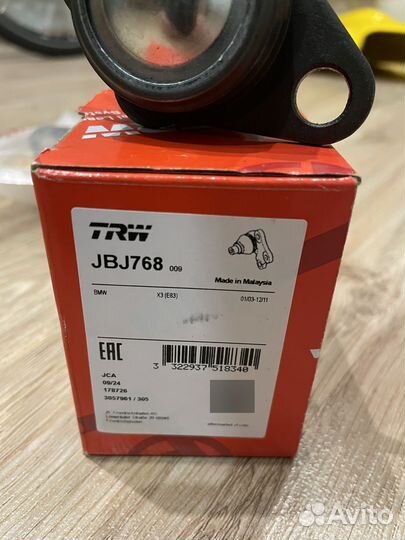 TRW
JBJ768 009
Made in Malaysia
BMW X3 (E83) 01/03-12/11
EAC
3 322937 518340
JCA
09/24
178726
3057961 / 305
Avito